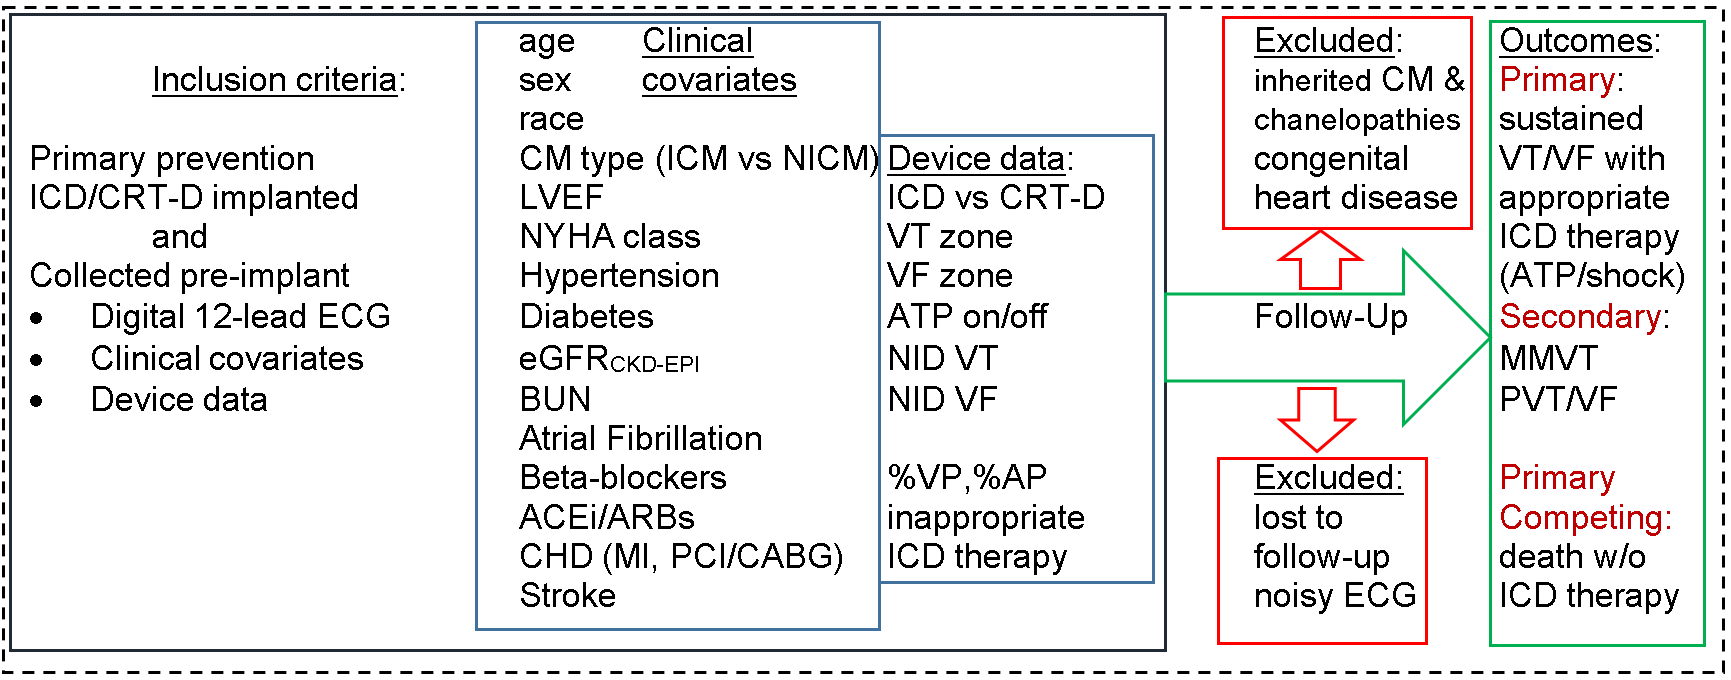 Inclusion criteria:
Primary prevention
ICD/CRT-D implanted
and
Collected pre-implant
• Digital 12-lead ECG
• Clinical covariates
• Device data
Clinical
covariates
age
sex
race
CM type (ICM vs NICM)
LVEF
NYHA class
Hypertension
Diabetes
eGFRCKD-EPI
BUN
Atrial Fibrillation
Beta-blockers
ACEi/ARBs
CHD (MI, PCI/CABG)
Stroke
Device data:
ICD vs CRT-D
VT zone
VF zone
ATP on/off
NID VT
NID VF
%VP,%AP
inappropriate
ICD therapy
Excluded:
inherited CM &
chanelopathies
congenital
heart disease
Follow-Up
Excluded:
lost to
follow-up
noisy ECG
Outcomes:
Primary:
sustained
VT/VF with
appropriate
ICD therapy
(ATP/shock)
Secondary:
MMVT
PVT/VF
Primary
Competing:
death w/o
ICD therapy